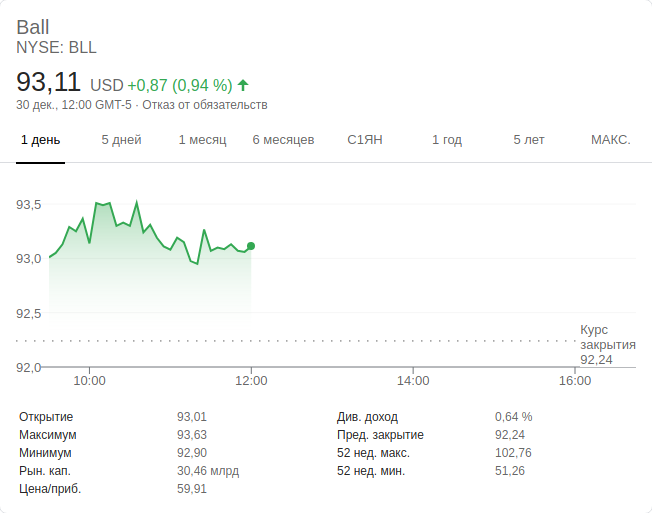 Ball
NYSE: BLL
93,11 USD +0,87 (0,94 %)
30 дек., 12:00 GMT-5 · Отказ от обязательств
1 день 5 дней 1 месяц 6 месяцев С1ЯН 1 год 5 лет МАКС.
93,5
93,0
92,5
Курс
закрытия
92,24
92,0
10:00 12:00 14:00 16:00
Открытие 93,01 Див. доход 0,64 %
Максимум 93,63 Пред. закрытие 92,24
Минимум 92,90 52 нед. макс. 102,76
Рын. кап. 30,46 млрд 52 нед. мин. 51,26
Цена/приб. 59,91